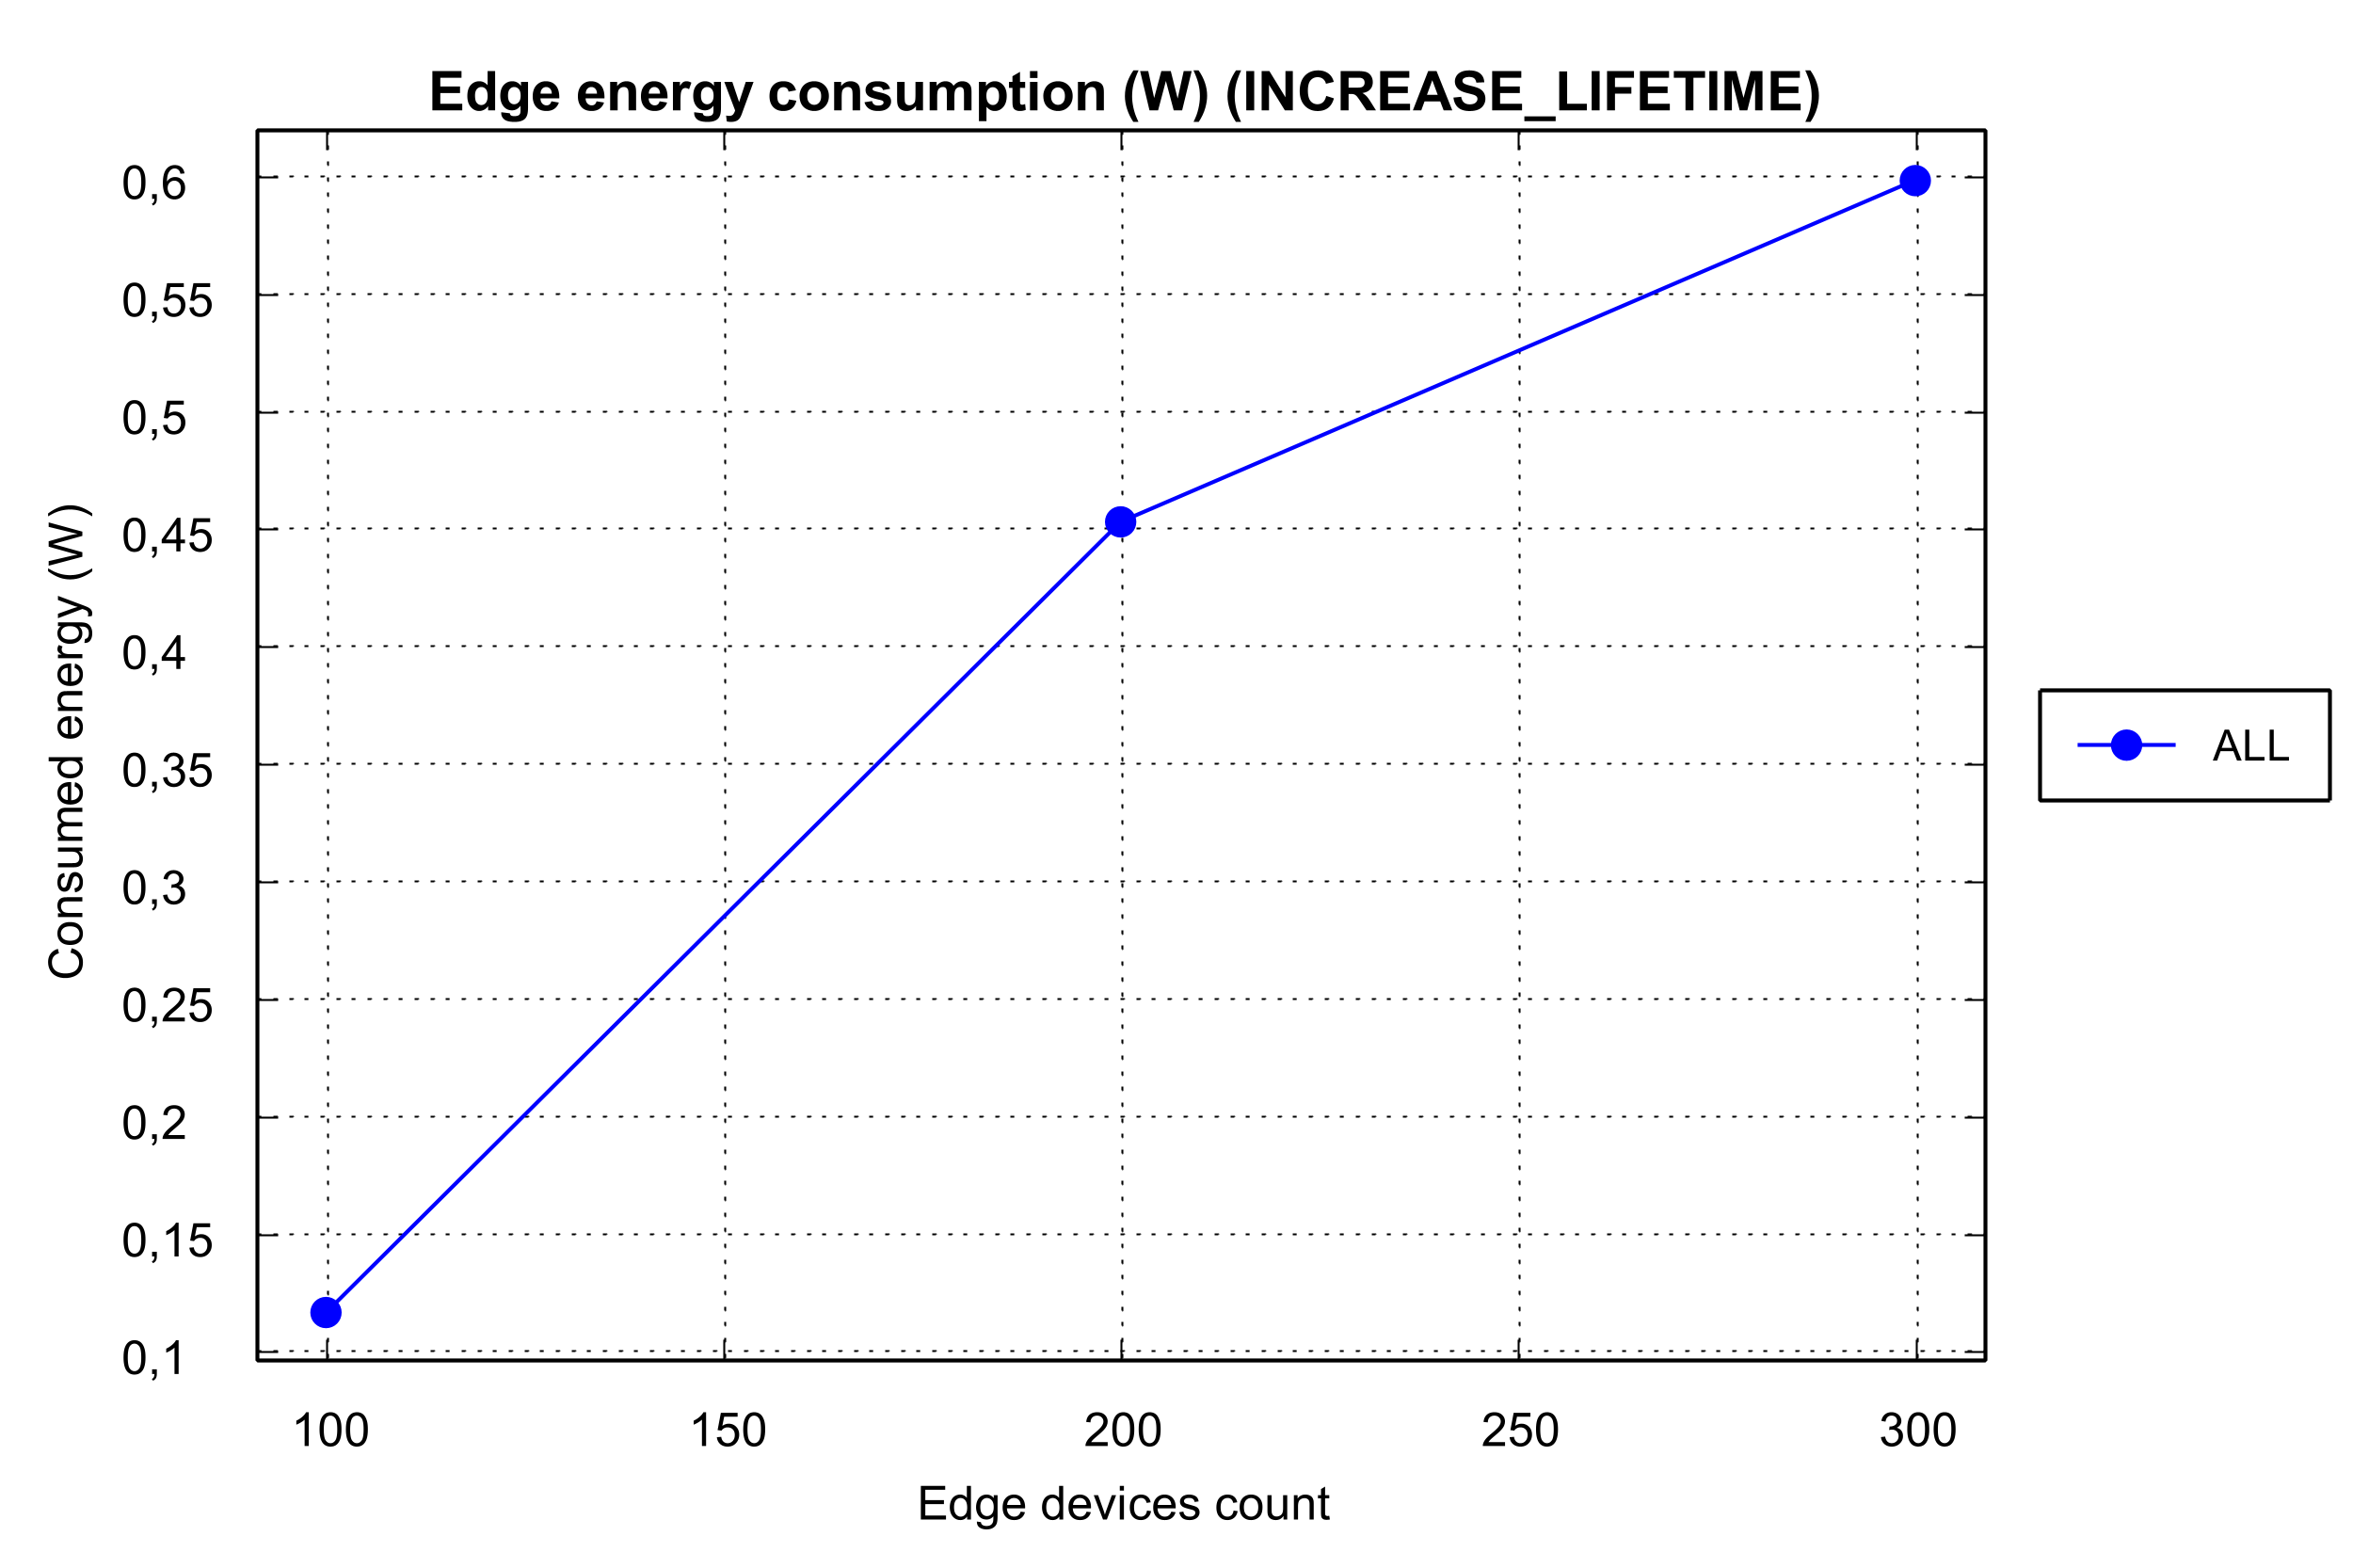 Edge energy consumption (W) (INCREASE_LIFETIME)
0,6
0,55
0,5
0,45
0,4
0,35
0,3
0,25
0,2
0,15
0,1
Consumed energy (W)
ALL
100 150 200 250 300
Edge devices count